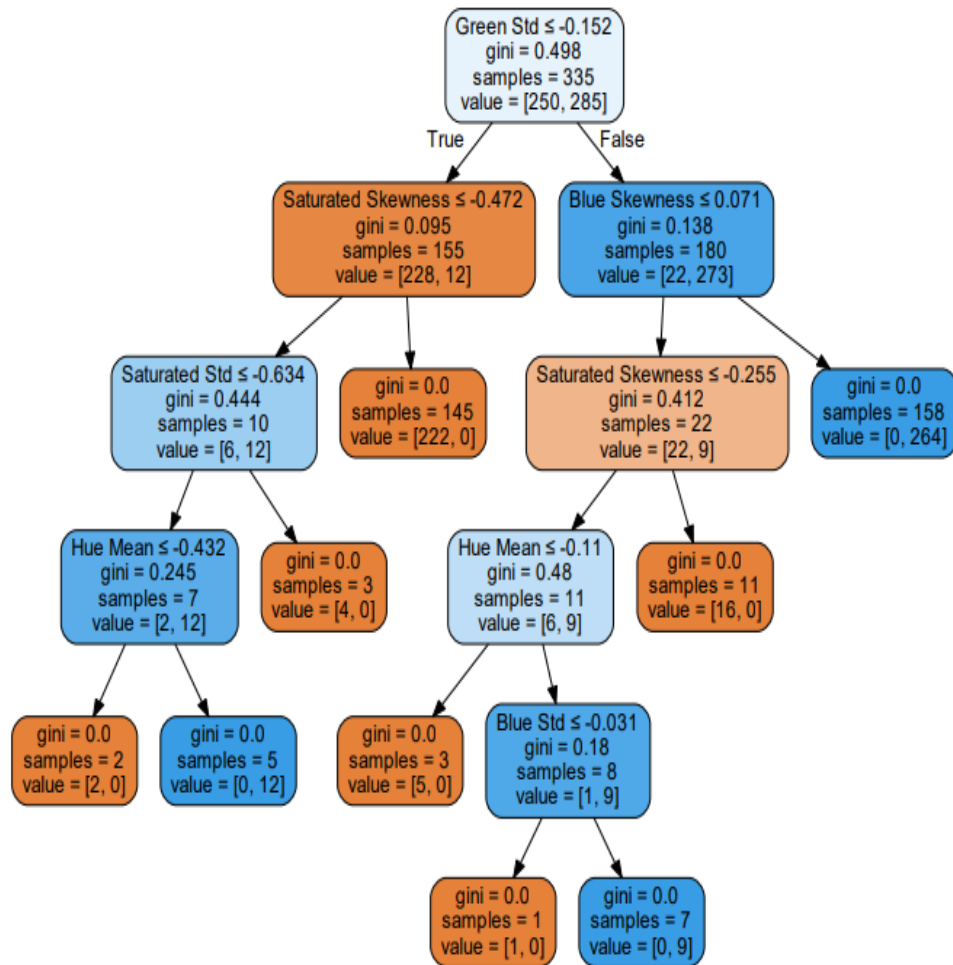 Green Std ≤ -0.152
gini = 0.498
samples = 335
value = [250, 285]
True
False
Saturated Skewness ≤ -0.472
gini = 0.095
samples = 155
value = [228, 12]
Blue Skewness ≤ 0.071
gini = 0.138
samples = 180
value = [22, 273]
Saturated Std ≤ -0.634
gini = 0.444
samples = 10
value = [6, 12]
gini = 0.0
samples = 145
value = [222, 0]
Saturated Skewness ≤ -0.255
gini = 0.412
samples = 22
value = [22, 9]
gini = 0.0
samples = 158
value = [0, 264]
Hue Mean ≤ -0.432
gini = 0.245
samples = 7
value = [2, 12]
gini = 0.0
samples = 3
value = [4, 0]
Hue Mean ≤ -0.11
gini = 0.48
samples = 11
value = [6, 9]
gini = 0.0
samples = 11
value = [16, 0]
gini = 0.0
samples = 2
value = [2, 0]
gini = 0.0
samples = 5
value = [0, 12]
gini = 0.0
samples = 3
value = [5, 0]
Blue Std ≤ -0.031
gini = 0.18
samples = 8
value = [1, 9]
gini = 0.0
samples = 1
value = [1, 0]
gini = 0.0
samples = 7
value = [0, 9]